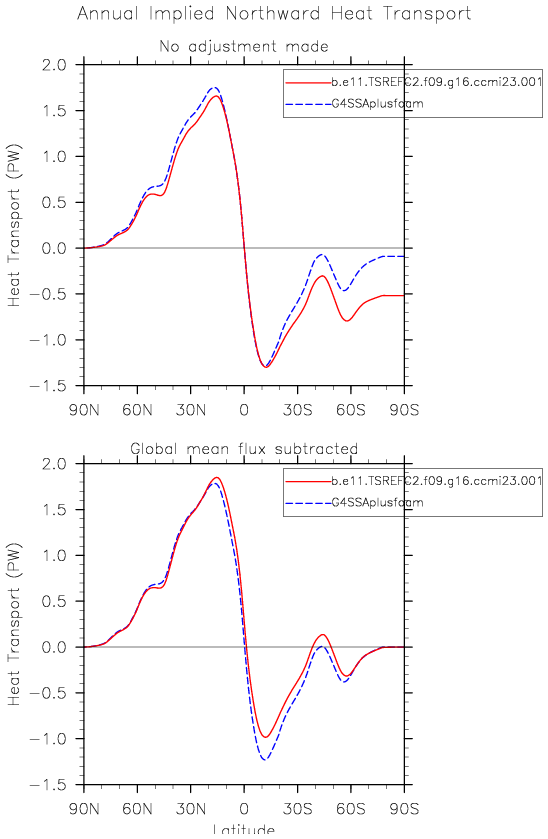 Annual Implied Northward Heat Transport
No adjustment made
2.0
1.5
1.0
0.5
0.0
−0.5
−1.0
−1.5
Heat Transport (PW)
b.e11.TSREFC2.f09.g16.ccmi23.001
G4SSAplusfoam
90N 60N 30N 0 30S 60S 90S
Global mean flux subtracted
2.0
1.5
1.0
0.5
0.0
−0.5
−1.0
−1.5
Heat Transport (PW)
b.e11.TSREFC2.f09.g16.ccmi23.001
G4SSAplusfoam
90N 60N 30N 0 30S 60S 90S
Latitude